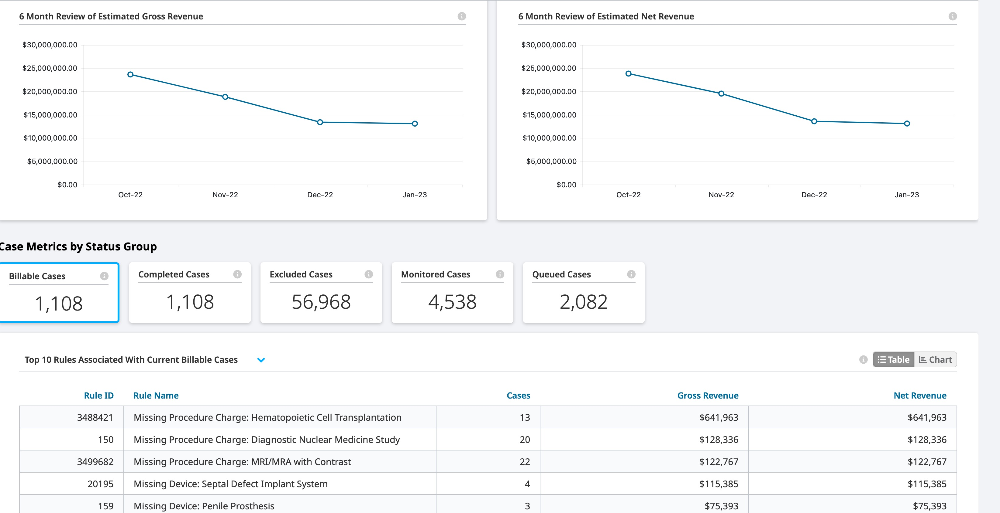 6 Month Review of Estimated Gross Revenue
$30,000,000.00
$25,000,000.00
$20,000,000.00
$15,000,000.00
$10,000,000.00
$5,000,000.00
$0.00
Oct-22 Nov-22 Dec-22 Jan-23
6 Month Review of Estimated Net Revenue
$30,000,000.00
$25,000,000.00
$20,000,000.00
$15,000,000.00
$10,000,000.00
$5,000,000.00
$0.00
Oct-22 Nov-22 Dec-22 Jan-23
Case Metrics by Status Group
Billable Cases
1,108
Completed Cases
1,108
Excluded Cases
56,968
Monitored Cases
4,538
Queued Cases
2,082
Top 10 Rules Associated With Current Billable Cases
Table Chart
Rule ID Rule Name Cases Gross Revenue Net Revenue
3488421 Missing Procedure Charge: Hematopoietic Cell Transplantation 13 $641,963 $641,963
150 Missing Procedure Charge: Diagnostic Nuclear Medicine Study 20 $128,336 $128,336
3499682 Missing Procedure Charge: MRI/MRA with Contrast 22 $122,767 $122,767
20195 Missing Device: Septal Defect Implant System 4 $115,385 $115,385
159 Missing Device: Penile Prosthesis 3 $75,393 $75,393